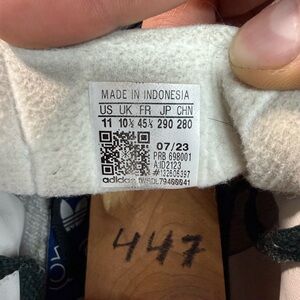 MADE IN INDONESIA
US UK FR JP CHN
11 10½ 45⅓ 290 280
07/23
PRB 698001
AID2123
adidas
447